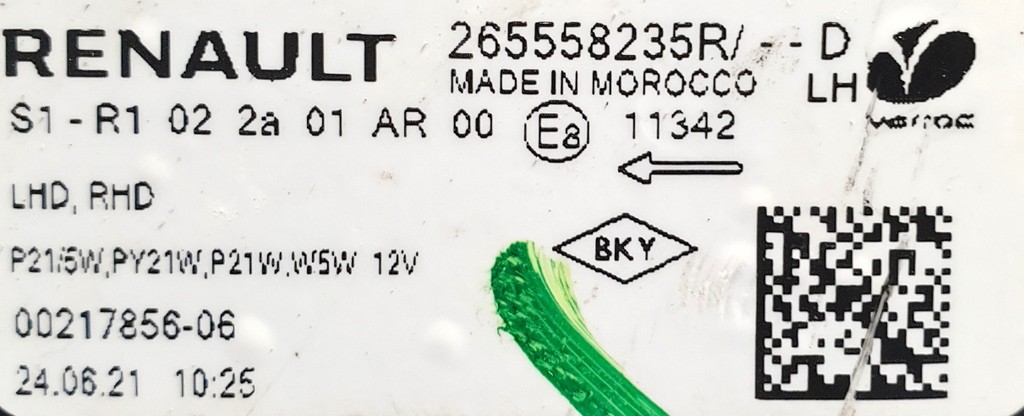 RENAULT
265558235R/--D
MADE IN MOROCCO
LH
varroc
S1-R1 02 2a 01 AR 00 E8 11342
LHD, RHD
BKY
P21/5W,PY21W,P21W,W5W 12V
00217856-06
24.06.21 10:25